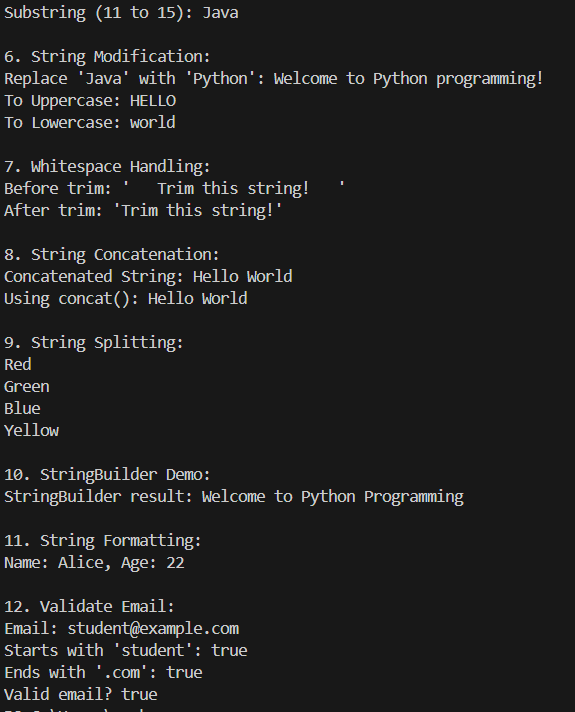 Substring (11 to 15): Java
6. String Modification:
Replace 'Java' with 'Python': Welcome to Python programming!
To Uppercase: HELLO
To Lowercase: world
7. Whitespace Handling:
Before trim: '   Trim this string!   '
After trim: 'Trim this string!'
8. String Concatenation:
Concatenated String: Hello World
Using concat(): Hello World
9. String Splitting:
Red
Green
Blue
Yellow
10. StringBuilder Demo:
StringBuilder result: Welcome to Python Programming
11. String Formatting:
Name: Alice, Age: 22
12. Validate Email:
Email: student@example.com
Starts with 'student': true
Ends with '.com': true
Valid email? true